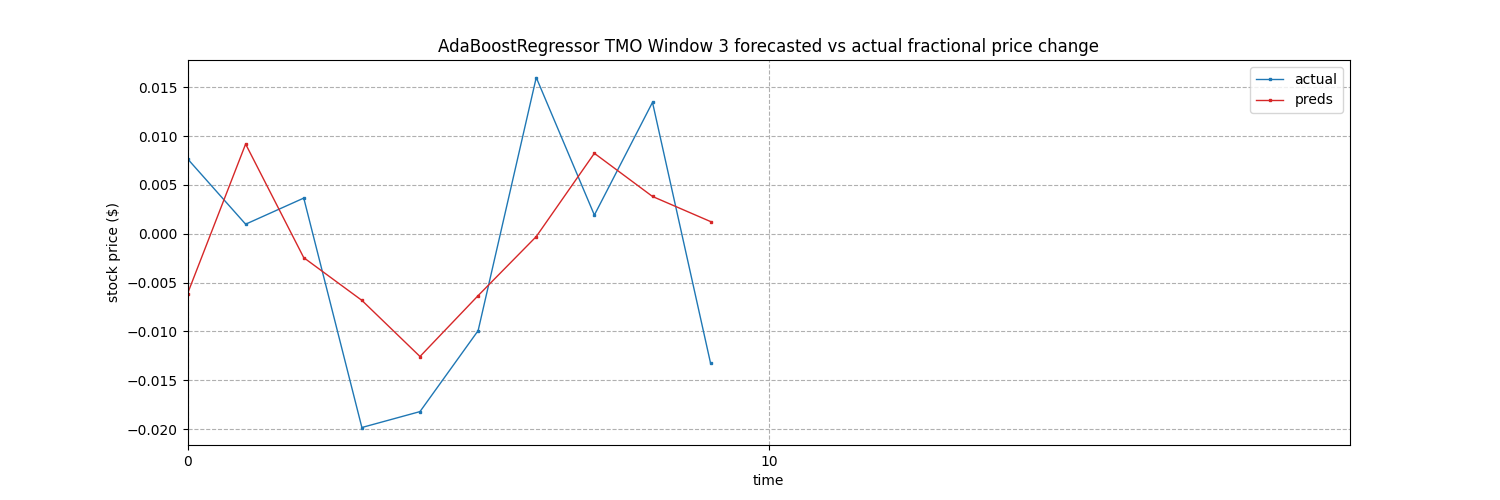 AdaBoostRegressor TMO Window 3 forecasted vs actual fractional price change
actual
preds
0.015
0.010
0.005
0.000
−0.005
−0.010
−0.015
−0.020
stock price ($)
0
10
time